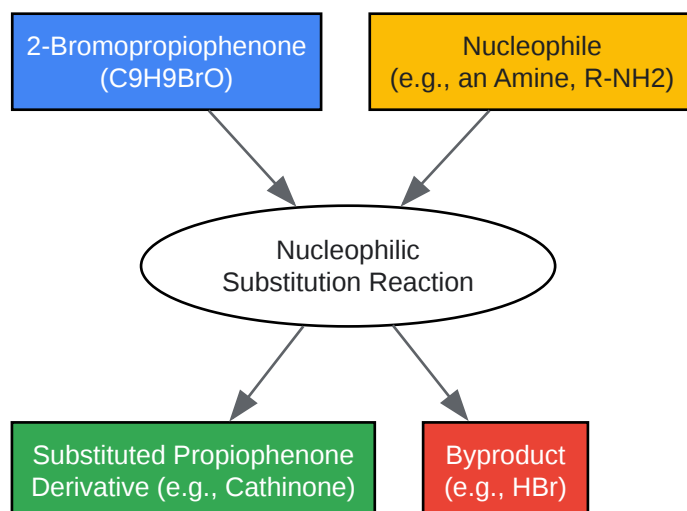 2-Bromopropiophenone
(C9H9BrO)
Nucleophile
(e.g., an Amine, R-NH2)
Nucleophilic
Substitution Reaction
Substituted Propiophenone
Derivative (e.g., Cathinone)
Byproduct
(e.g., HBr)